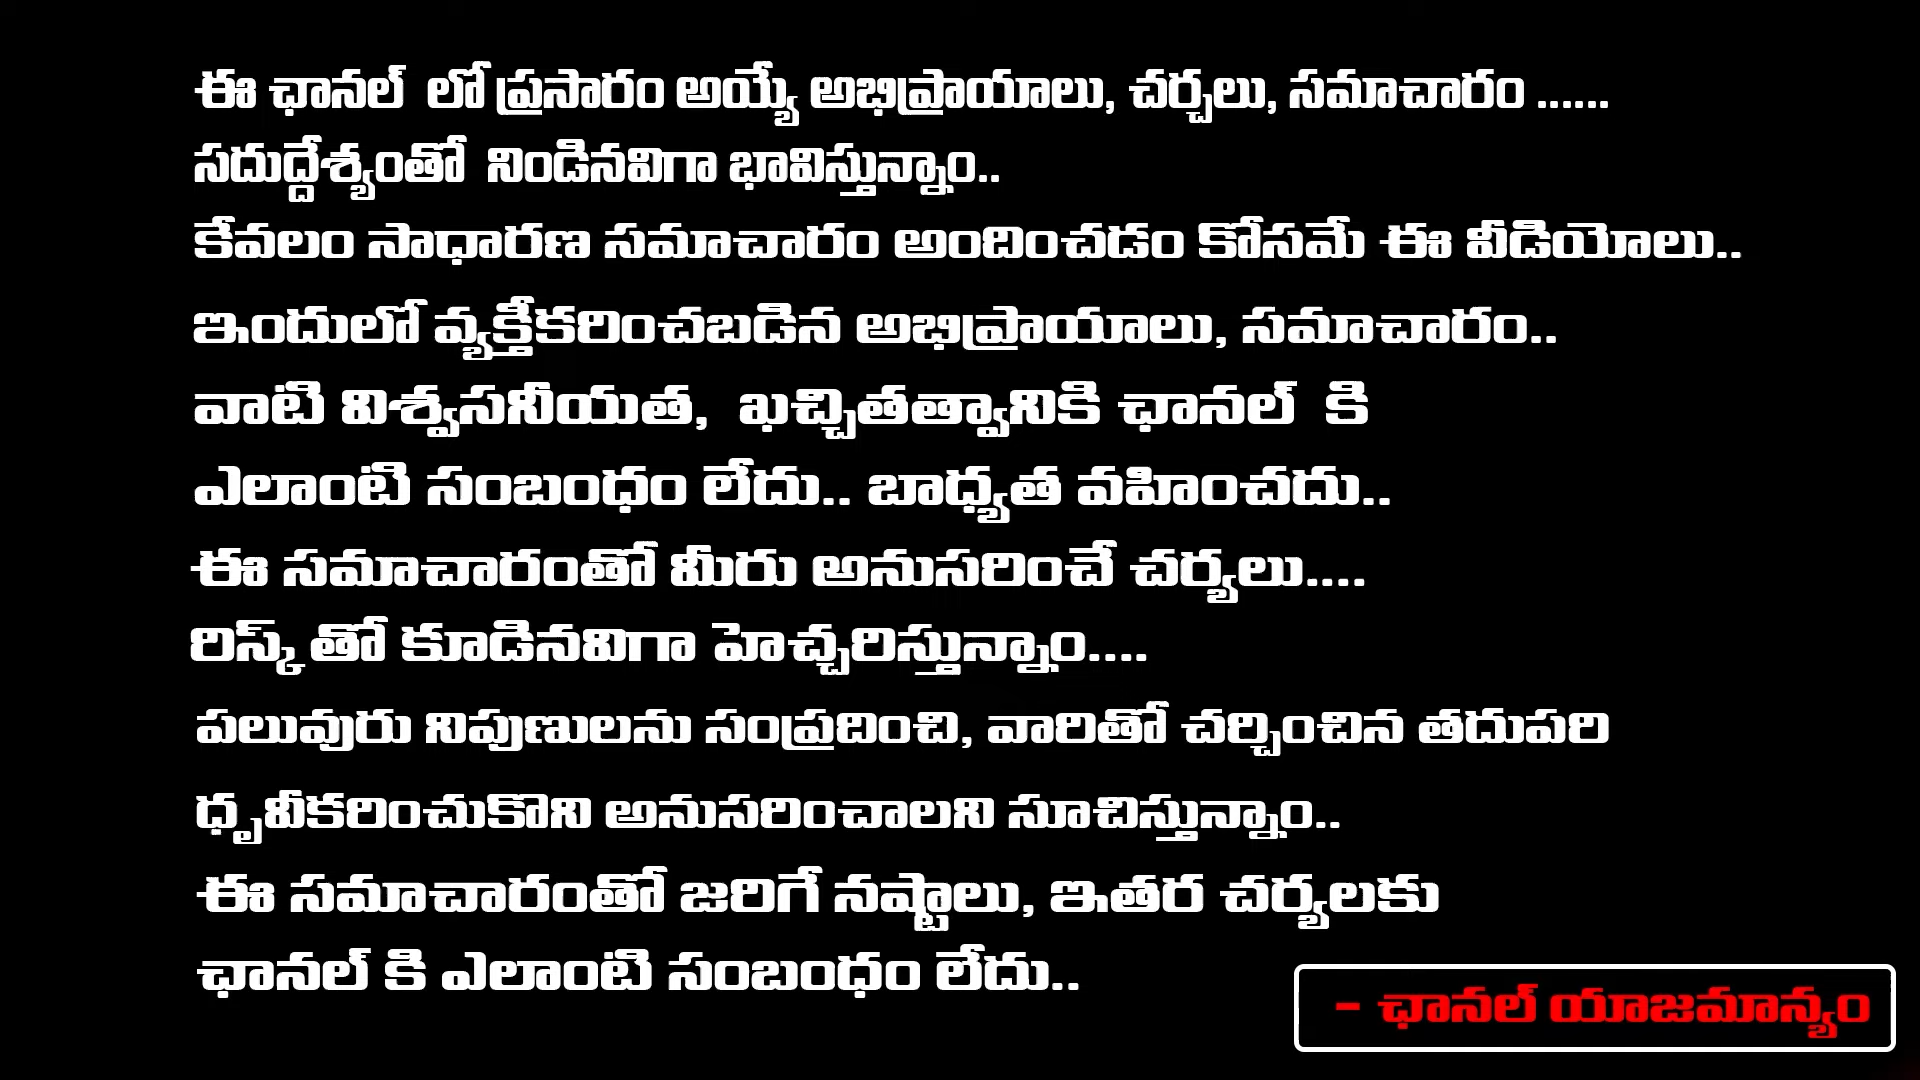 ఈ ఛానల్ లో ప్రసారం అయ్యే అభిప్రాయాలు, చర్చలు, సమాచారం ......
సదుద్దేశ్యంతో నిండినవిగా భావిస్తున్నాం..
కేవలం సాధారణ సమాచారం అందించడం కోసమే ఈ వీడియోలు..
ఇందులో వ్యక్తీకరించబడిన అభిప్రాయాలు, సమాచారం..
వాటి విశ్వసనీయత, ఖచ్చితత్వానికి ఛానల్ కి
ఎలాంటి సంబంధం లేదు.. బాధ్యత వహించదు..
ఈ సమాచారంతో మీరు అనుసరించే చర్యలు....
రిస్క్ తో కూడినవిగా హెచ్చరిస్తున్నాం....
పలువురు నిపుణులను సంప్రదించి, వారితో చర్చించిన తదుపరి
ధృవీకరించుకొని అనుసరించాలని సూచిస్తున్నాం..
ఈ సమాచారంతో జరిగే నష్టాలు, ఇతర చర్యలకు
ఛానల్ కి ఎలాంటి సంబంధం లేదు..
- ఛానల్ యాజమాన్యం